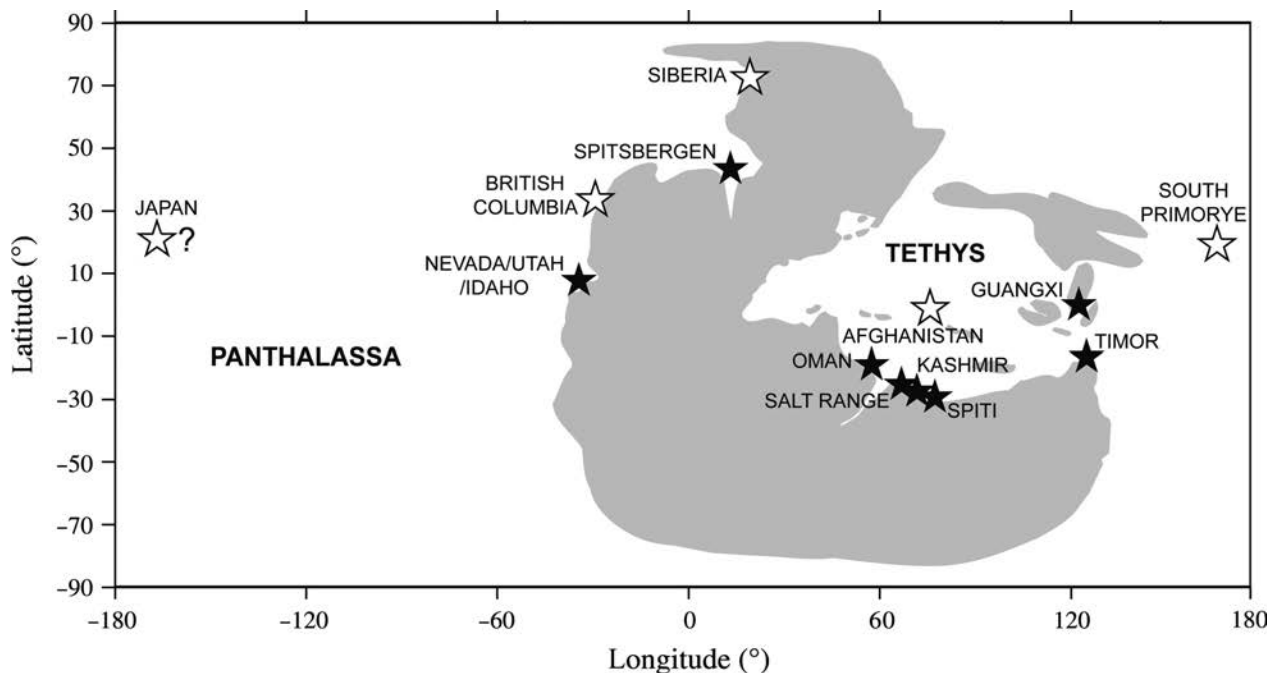 90
70
50
30
10
–10
–30
–50
–70
–90
Latitude (°)
SIBERIA
SPITSBERGEN
BRITISH
COLUMBIA
JAPAN
?
SOUTH
PRIMORYE
NEVADA/UTAH
/IDAHO
TETHYS
GUANGXI
AFGHANISTAN
TIMOR
PANTHALASSA
OMAN
KASHMIR
SALT RANGE
SPITI
–180
–120
–60
0
60
120
180
Longitude (°)